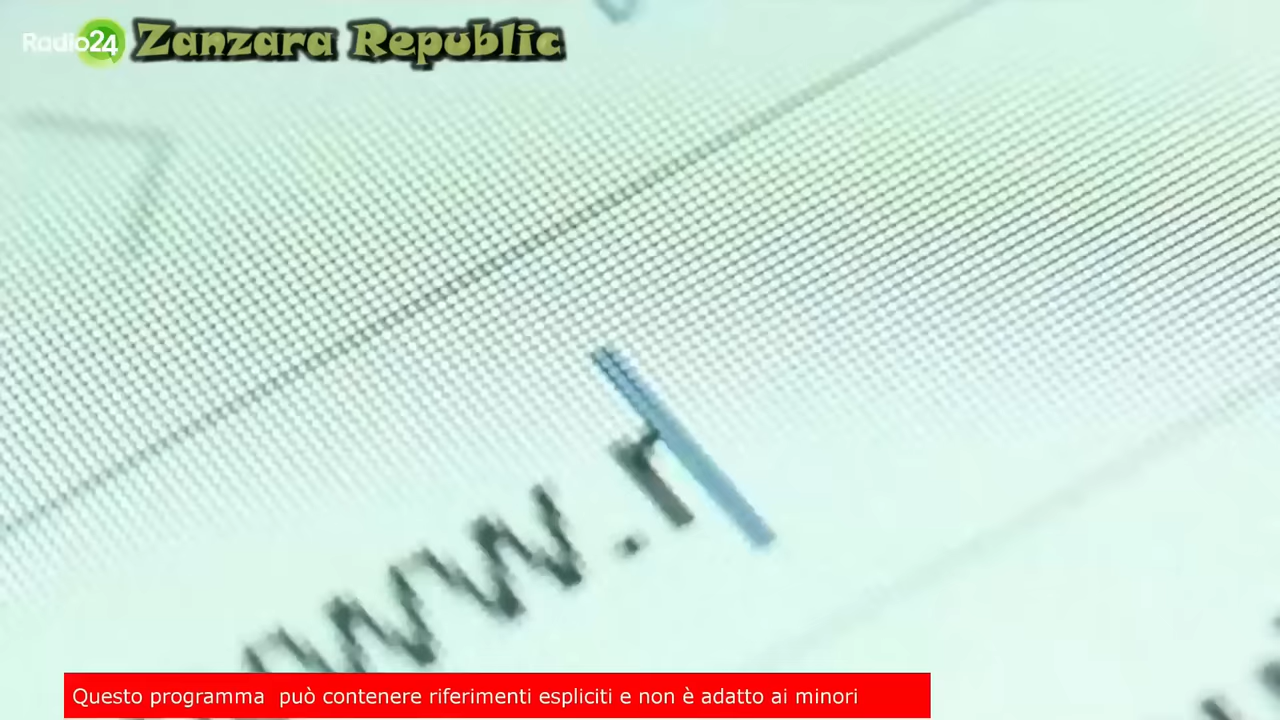 Radio24 Zanzara Republic
www.r
Questo programma può contenere riferimenti espliciti e non è adatto ai minori